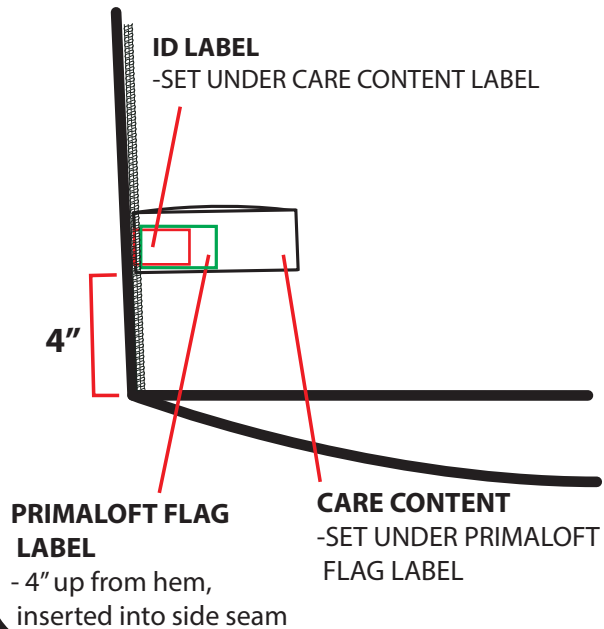 ID LABEL
-SET UNDER CARE CONTENT LABEL
4”
PRIMALOFT FLAG
LABEL
- 4” up from hem,
inserted into side seam
CARE CONTENT
-SET UNDER PRIMALOFT
FLAG LABEL